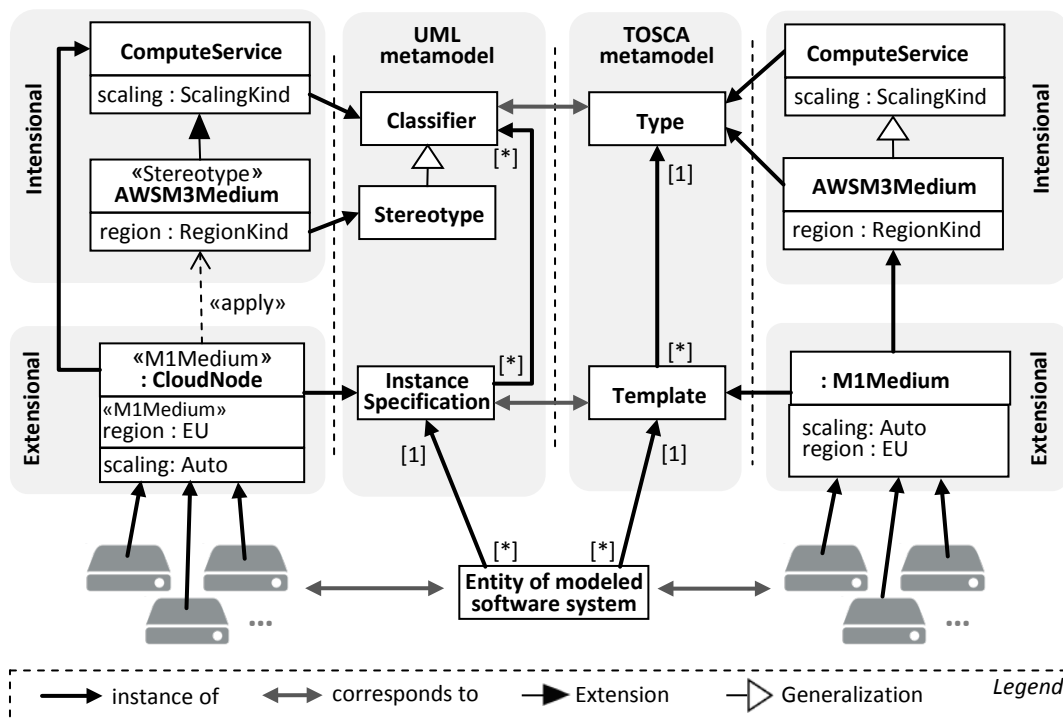 Intensional
ComputeService
scaling : ScalingKind
«Stereotype»
AWSM3Medium
region : RegionKind
«apply»
Extensional
«M1Medium»
: CloudNode
«M1Medium»
region : EU
scaling: Auto
...
UML
metamodel
Classifier
[*]
Stereotype
[*]
Instance
Specification
[1]
[*]
TOSCA
metamodel
Type
[1]
[*]
Template
[1]
[*]
Entity of modeled
software system
Intensional
ComputeService
scaling : ScalingKind
AWSM3Medium
region : RegionKind
Extensional
: M1Medium
scaling: Auto
region : EU
...
instance of
corresponds to
Extension
Generalization
Legend